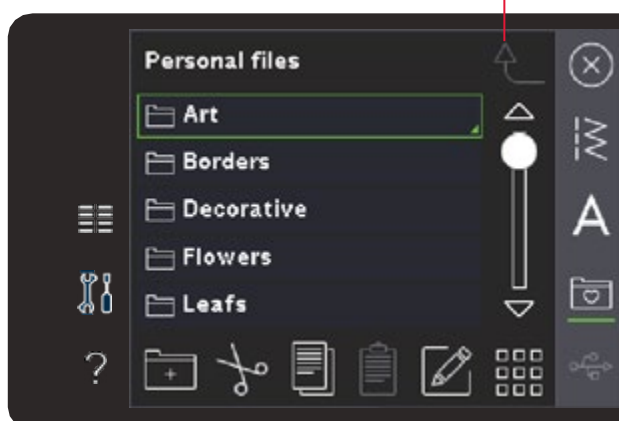 Personal files
Art
Borders
Decorative
Flowers
Leafs
?
A